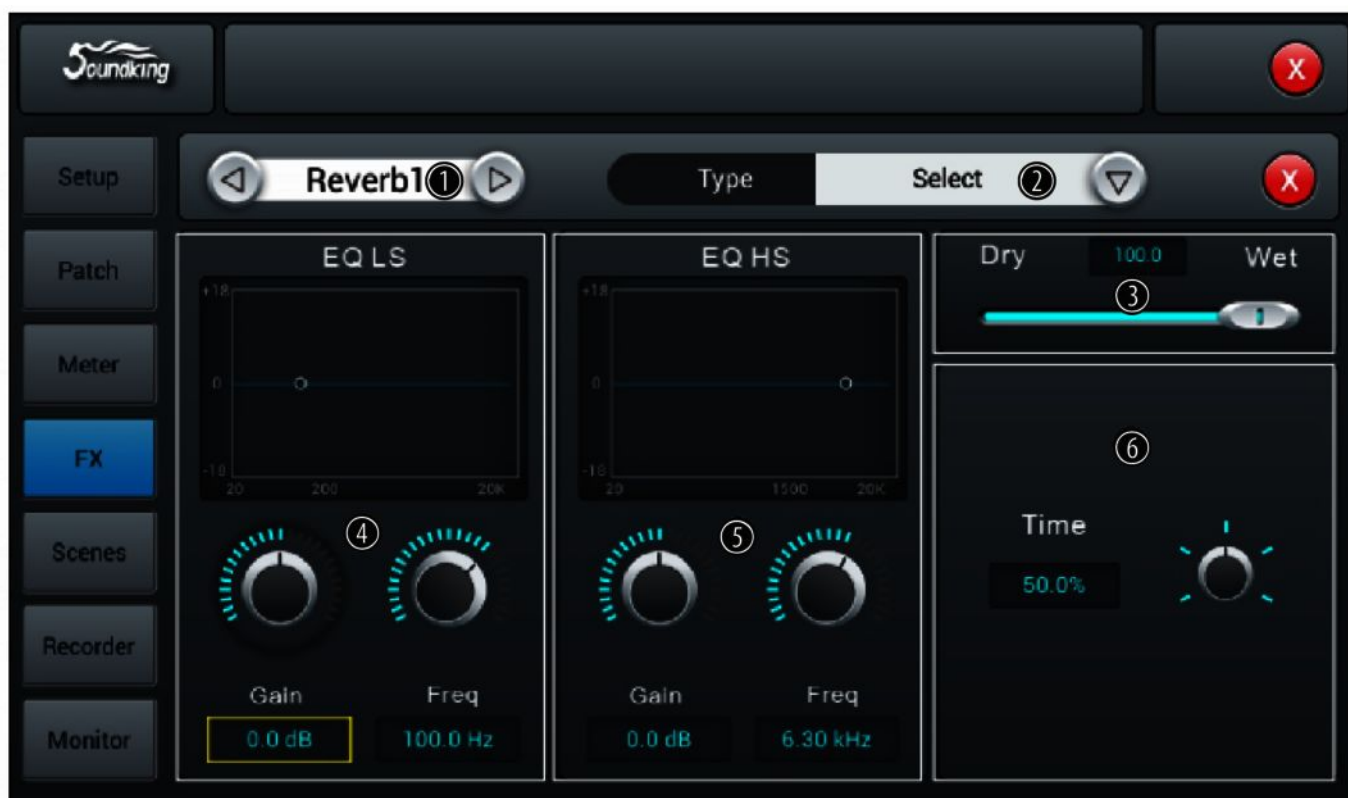 Soundking
X
Setup
Patch
Meter
FX
Scenes
Recorder
Monitor
Reverb1 ①
Type
Select ②
X
EQ LS
+18
0
-18
20 200 20K
④
Gain Freq
0.0 dB 100.0 Hz
EQ HS
+18
0
-18
20 1500 20K
⑤
Gain Freq
0.0 dB 6.30 kHz
Dry 100.0 Wet
③
⑥
Time
50.0%